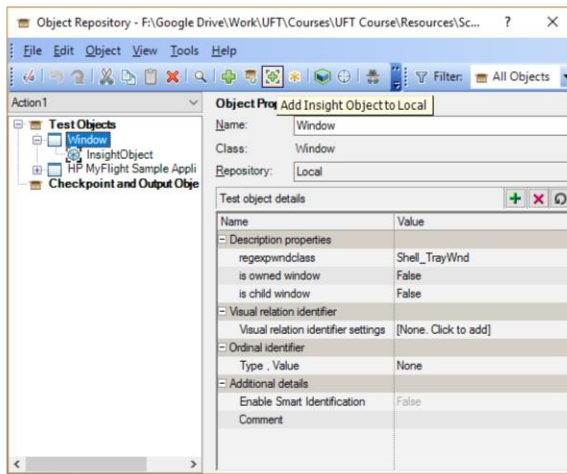 Object Repository - F:\Google Drive\Work\UFT\Courses\UFT Course\Resources\Sc...
File Edit Object View Tools Help
Filter: All Objects
Action1
Test Objects
Window
InsightObject
HP MyFlight Sample Appli
Checkpoint and Output Obje
Object Prop
Add Insight Object to Local
Name: Window
Class: Window
Repository: Local
Test object details
Name Value
Description properties
regexpwndclass Shell_TrayWnd
is owned window False
is child window False
Visual relation identifier
Visual relation identifier settings [None. Click to add]
Ordinal identifier
Type , Value None
Additional details
Enable Smart Identification False
Comment